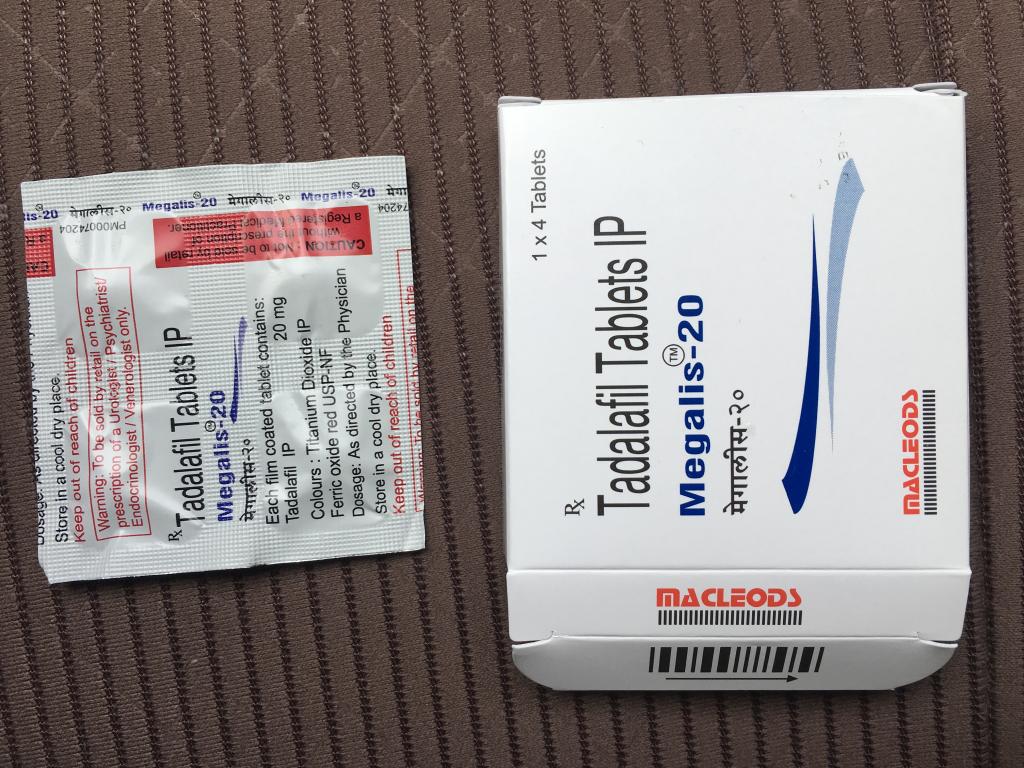 is-20 मेगालीस-२० Megalis-20 मेगालीस-२० Megalis-20
PM00074204
74204
CAUTION : Not to be sold by retail
without the prescription of
a Registered Medical Practitioner.
Store in a cool dry place.
Keep out of reach of children
Warning: To be sold by retail on the
prescription of a Urologist / Psychiatrist/
Endocrinologist / Venerologist only.
Rx Tadalafil Tablets IP
Megalis-20
मेगालीस-२०
Each film coated tablet contains:
Tadalafil IP 20 mg
Colours : Titanium Dioxide IP
Ferric oxide red USP-NF
Dosage: As directed by the Physician
Store in a cool dry place.
Keep out of reach of children
1 x 4 Tablets
Rx
Tadalafil Tablets IP
Megalis-20™
मेगालीस-२०
MACLEODS
MACLEODS